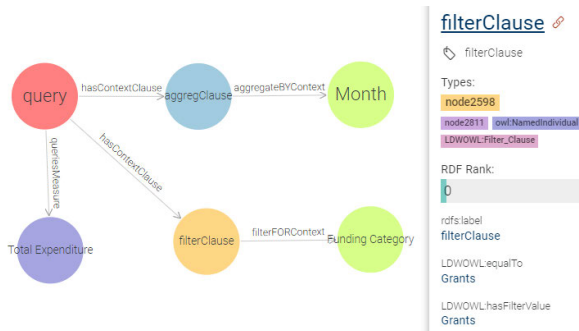 query
hasContextClause
aggregClause
aggregateBYContext
Month
queriesMeasure
hasContextClause
Total Expenditure
filterClause
filterFORContext
Funding Category
filterClause
filterClause
Types:
node2598
node2811 owl:NamedIndividual
LDWOWL:Filter_Clause
RDF Rank:
0
rdfs:label
filterClause
LDWOWL:equalTo
Grants
LDWOWL:hasFilterValue
Grants